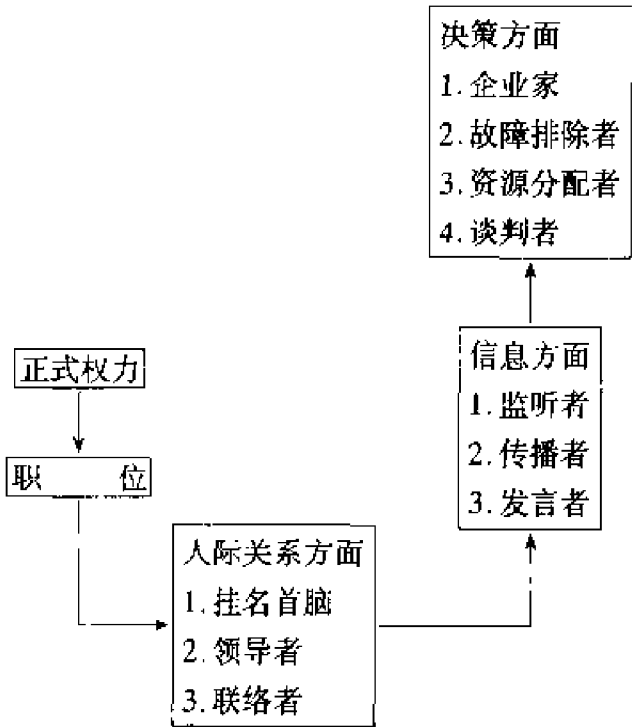 决策方面
1.企业家
2.故障排除者
3.资源分配者
4.谈判者
信息方面
1.监听者
2.传播者
3.发言者
正式权力
职 位
人际关系方面
1.挂名首脑
2.领导者
3.联络者